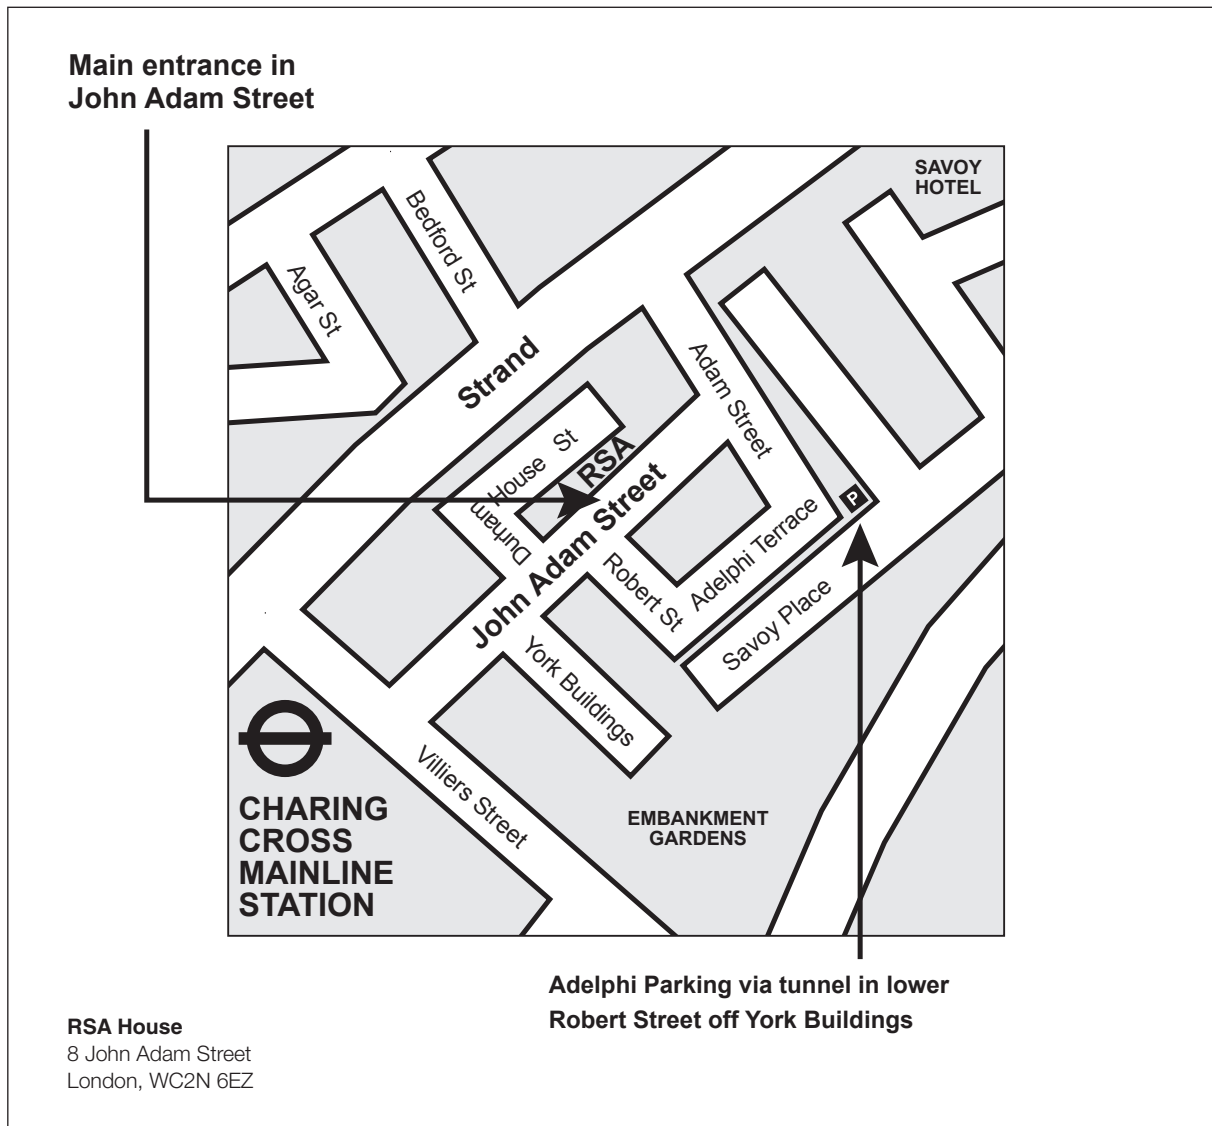 Main entrance in
John Adam Street
SAVOY
HOTEL
Bedford St
Agar St
Strand
Adam Street
Durham
House St
RSA
John Adam Street
Robert St
Adelphi Terrace
P
Savoy Place
York Buildings
Villiers Street
CHARING
CROSS
MAINLINE
STATION
EMBANKMENT
GARDENS
Adelphi Parking via tunnel in lower
Robert Street off York Buildings
RSA House
8 John Adam Street
London, WC2N 6EZ